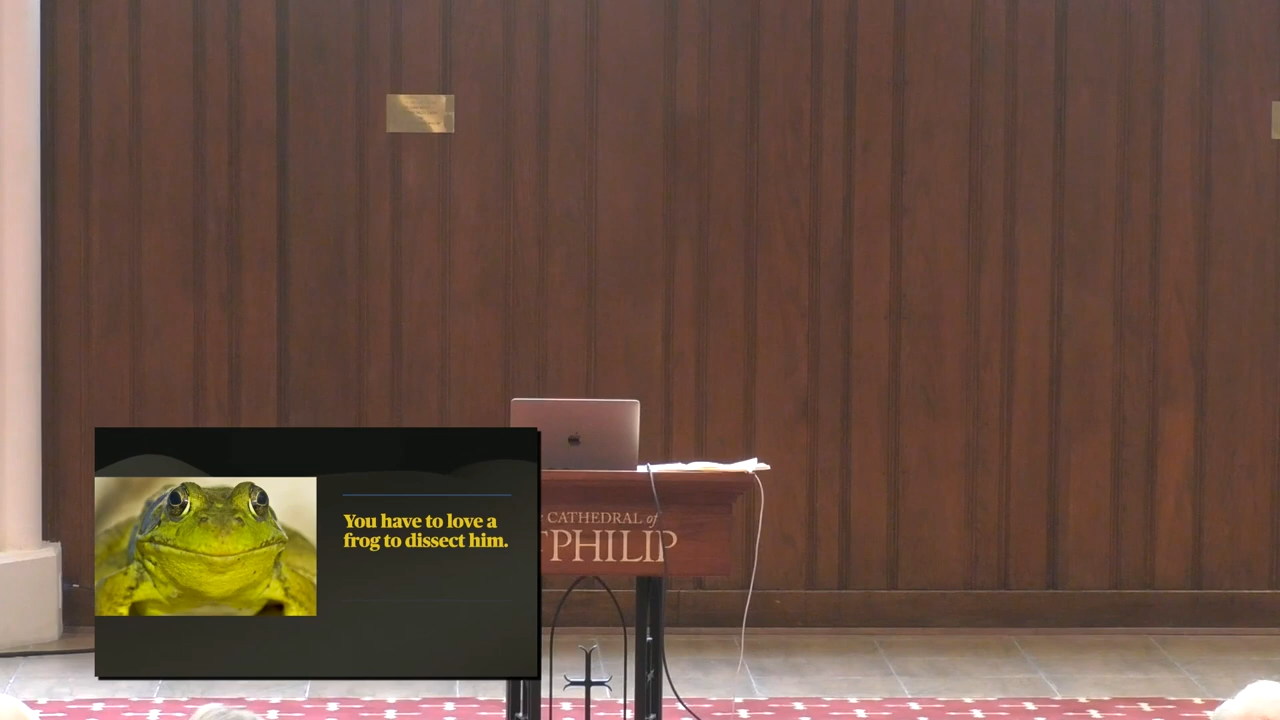 You have to love a
frog to dissect him.
CATHEDRAL of
PHILIP